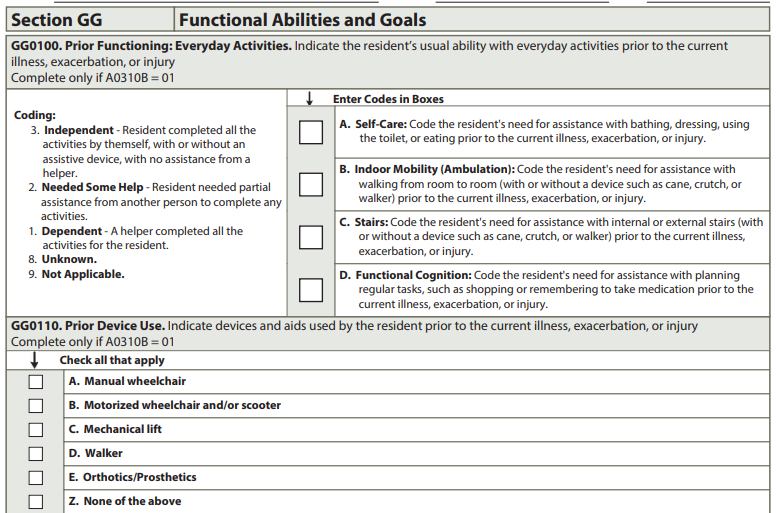 Section GG
Functional Abilities and Goals
GG0100. Prior Functioning: Everyday Activities. Indicate the resident's usual ability with everyday activities prior to the current
illness, exacerbation, or injury
Complete only if A0310B = 01
Coding:
3. Independent - Resident completed all the
activities by themself, with or without an
assistive device, with no assistance from a
helper.
2. Needed Some Help - Resident needed partial
assistance from another person to complete any
activities.
1. Dependent - A helper completed all the
activities for the resident.
8. Unknown.
9. Not Applicable.
↓ Enter Codes in Boxes
A. Self-Care: Code the resident's need for assistance with bathing, dressing, using
the toilet, or eating prior to the current illness, exacerbation, or injury.
B. Indoor Mobility (Ambulation): Code the resident's need for assistance with
walking from room to room (with or without a device such as cane, crutch, or
walker) prior to the current illness, exacerbation, or injury.
C. Stairs: Code the resident's need for assistance with internal or external stairs (with
or without a device such as cane, crutch, or walker) prior to the current illness,
exacerbation, or injury.
D. Functional Cognition: Code the resident's need for assistance with planning
regular tasks, such as shopping or remembering to take medication prior to the
current illness, exacerbation, or injury.
GG0110. Prior Device Use. Indicate devices and aids used by the resident prior to the current illness, exacerbation, or injury
Complete only if A0310B = 01
↓ Check all that apply
A. Manual wheelchair
B. Motorized wheelchair and/or scooter
C. Mechanical lift
D. Walker
E. Orthotics/Prosthetics
Z. None of the above